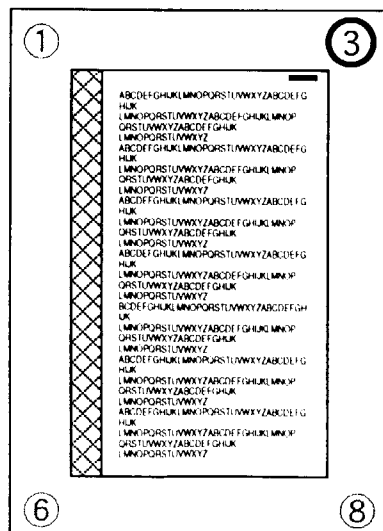 ① ③
ABCDEFGHIJKLMNOPQRSTUVWXYZABCDEFG
HIJK
LMNOPQRSTUVWXYZABCDEFGHIJKLMNOP
QRSTUVWXYZABCDEFGHIJK
LMNOPQRSTUVWXYZ
ABCDEFGHIJKLMNOPQRSTUVWXYZABCDEFG
HIJK
LMNOPQRSTUVWXYZABCDEFGHIJKLMNOP
QRSTUVWXYZABCDEFGHIJK
LMNOPQRSTUVWXYZ
ABCDEFGHIJKLMNOPQRSTUVWXYZABCDEFG
HIJK
LMNOPQRSTUVWXYZABCDEFGHIJKLMNOP
QRSTUVWXYZABCDEFGHIJK
LMNOPQRSTUVWXYZ
ABCDEFGHIJKLMNOPQRSTUVWXYZABCDEFG
HIJK
LMNOPQRSTUVWXYZABCDEFGHIJKLMNOP
QRSTUVWXYZABCDEFGHIJK
LMNOPQRSTUVWXYZ
BCDEFGHIJKLMNOPQRSTUVWXYZABCDEFGH
IJK
LMNOPQRSTUVWXYZABCDEFGHIJKLMNOP
QRSTUVWXYZABCDEFGHIJK
LMNOPQRSTUVWXYZ
ABCDEFGHIJKLMNOPQRSTUVWXYZABCDEFG
HIJK
LMNOPQRSTUVWXYZABCDEFGHIJKLMNOP
QRSTUVWXYZABCDEFGHIJK
LMNOPQRSTUVWXYZ
ABCDEFGHIJKLMNOPQRSTUVWXYZABCDEFG
HIJK
LMNOPQRSTUVWXYZABCDEFGHIJKLMNOP
QRSTUVWXYZABCDEFGHIJK
LMNOPQRSTUVWXYZ
⑥ ⑧